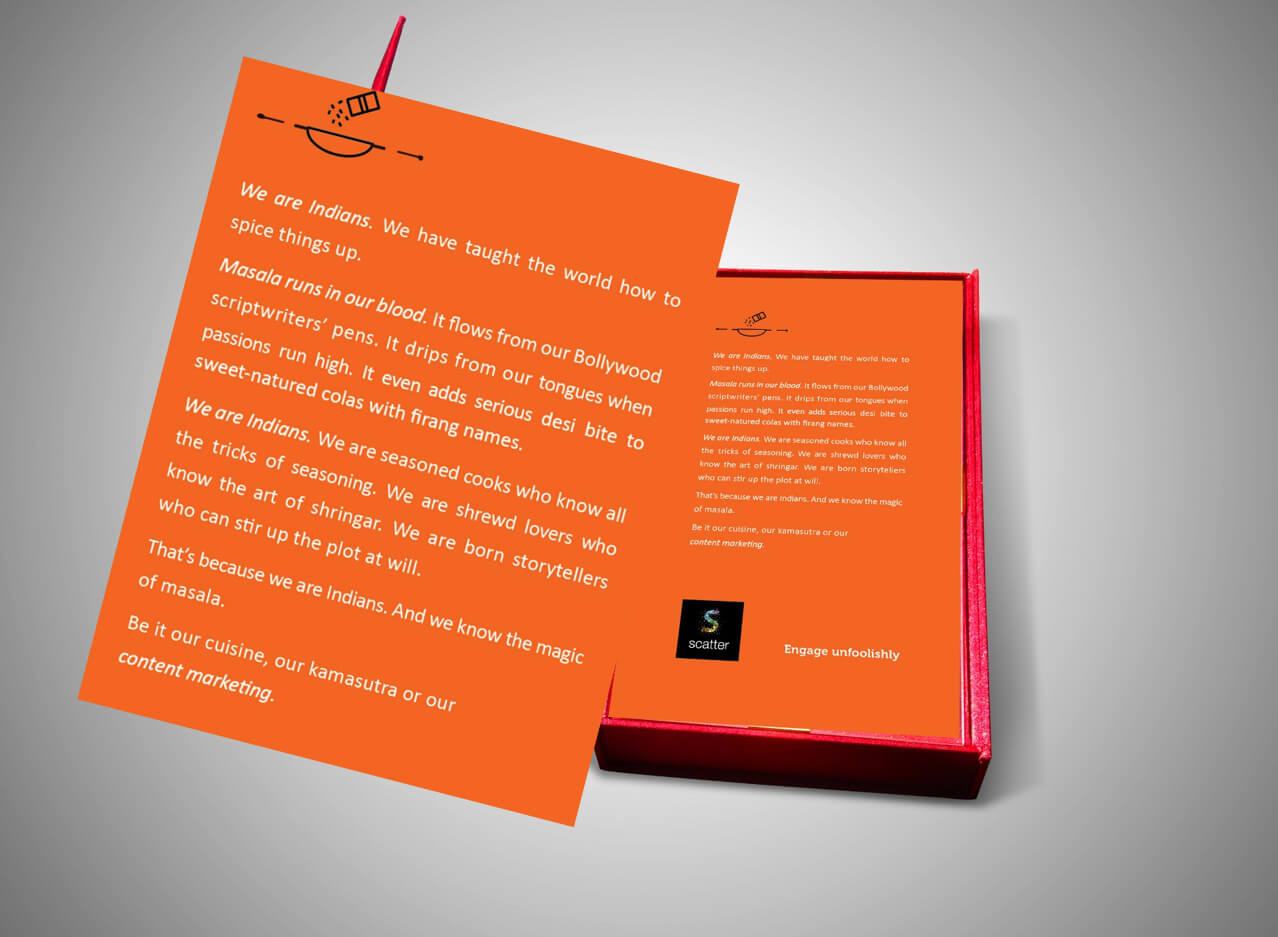 We are Indians. We have taught the world how to
spice things up.
Masala runs in our blood. It flows from our Bollywood
scriptwriters' pens. It drips from our tongues when
passions run high. It even adds serious desi bite to
sweet-natured colas with firang names.
We are Indians. We are seasoned cooks who know all
the tricks of seasoning. We are shrewd lovers who
know the art of shringar. We are born storytellers
who can stir up the plot at will.
That's because we are Indians. And we know the magic
of masala.
Be it our cuisine, our kamasutra or our
content marketing.
We are Indians. We have taught the world how to
spice things up.
Masala runs in our blood. It flows from our Bollywood
scriptwriters' pens. It drips from our tongues when
passions run high. It even adds serious desi bite to
sweet-natured colas with firang names.
We are Indians. We are seasoned cooks who know all
the tricks of seasoning. We are shrewd lovers who
know the art of shringar. We are born storytellers
who can stir up the plot at will.
That's because we are Indians. And we know the magic
of masala.
Be it our cuisine, our kamasutra or our
content marketing.
scatter
Engage unfoolishly